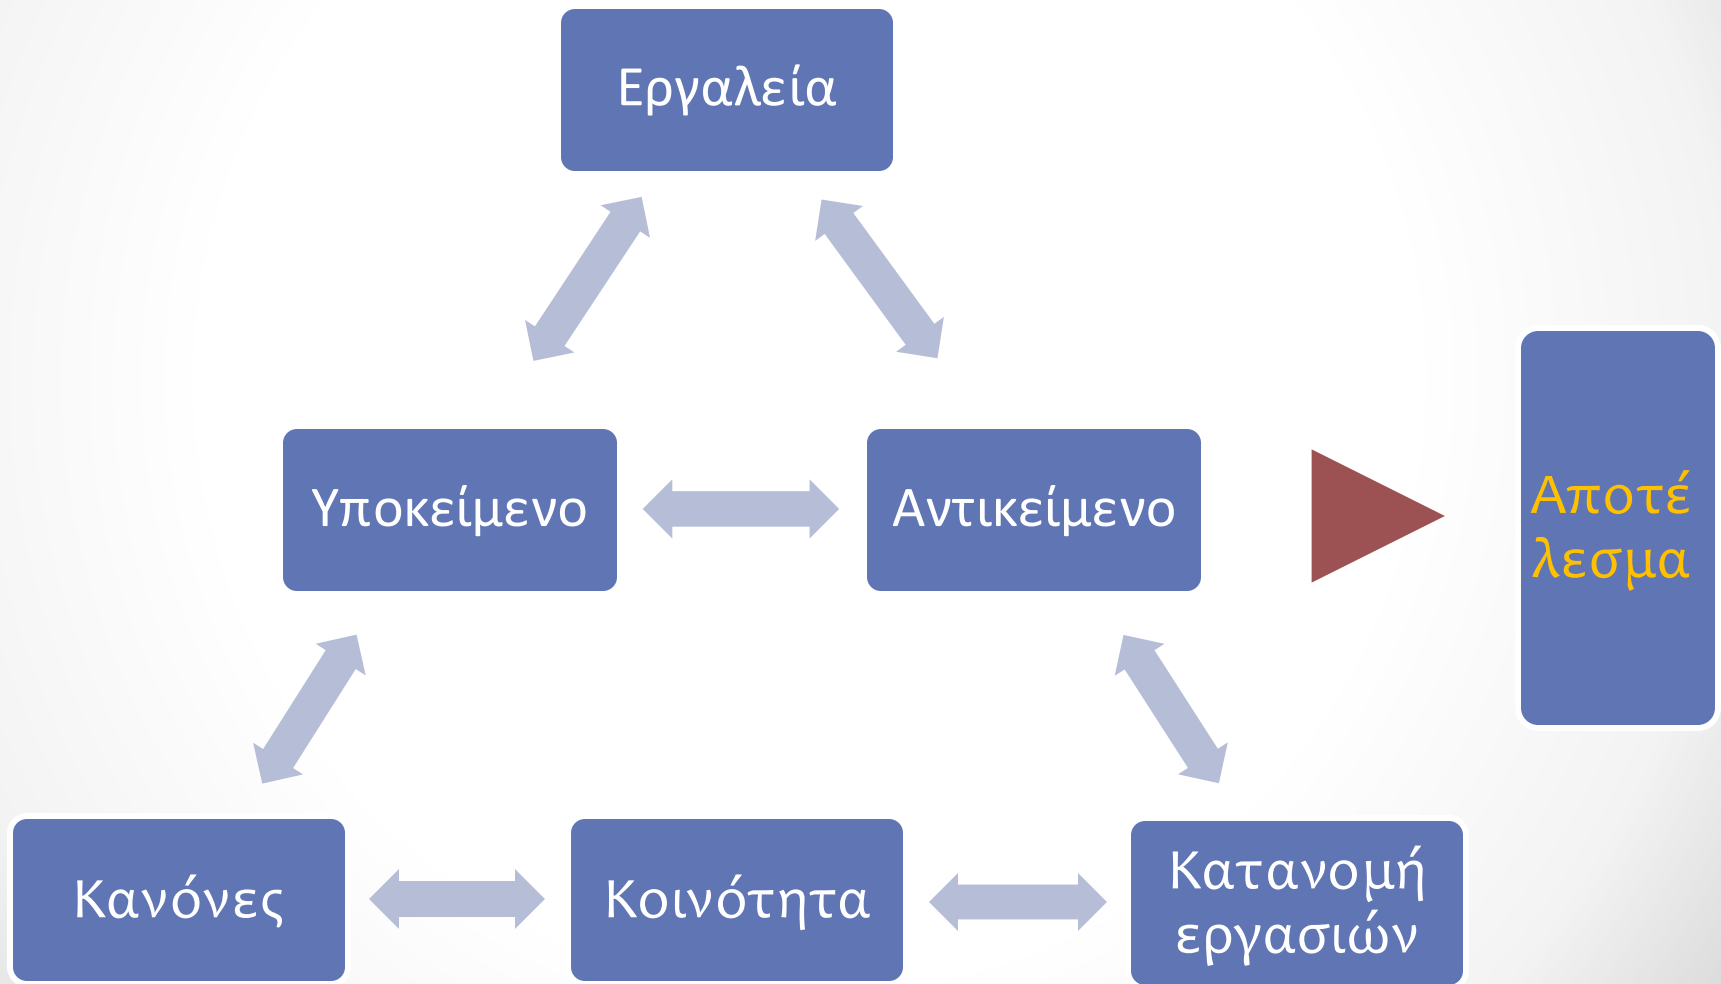 Εργαλεία
Υποκείμενο
Αντικείμενο
Αποτέ
λεσμα
Κανόνες
Κοινότητα
Κατανομή
εργασιών